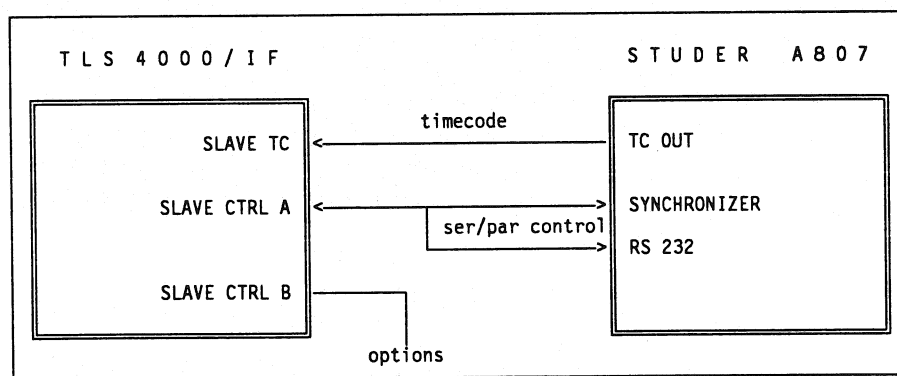 TLS 4000/IF
STUDER A807
timecode
SLAVE TC
TC OUT
SLAVE CTRL A
SYNCHRONIZER
ser/par control
RS 232
SLAVE CTRL B
options